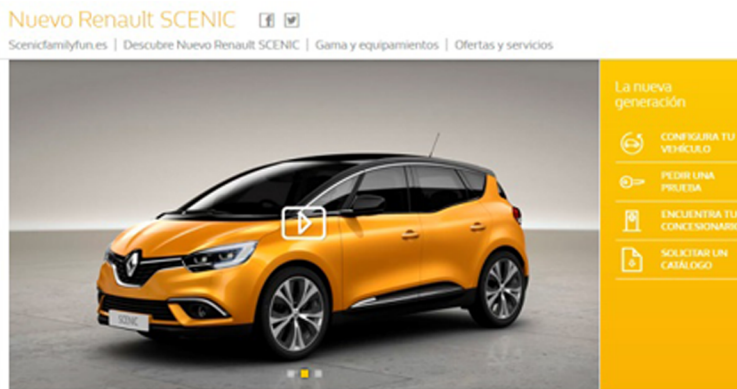 Nuevo Renault SCENIC
Scenicfamilyfun.es | Descubre Nuevo Renault SCENIC | Gama y equipamientos | Ofertas y servicios
La nueva
generación
CONFIGURA TU
VEHÍCULO
PEDIR UNA
PRUEBA
ENCUENTRA TU
CONCESIONARIO
SOLICITAR UN
CATÁLOGO
SCENIC